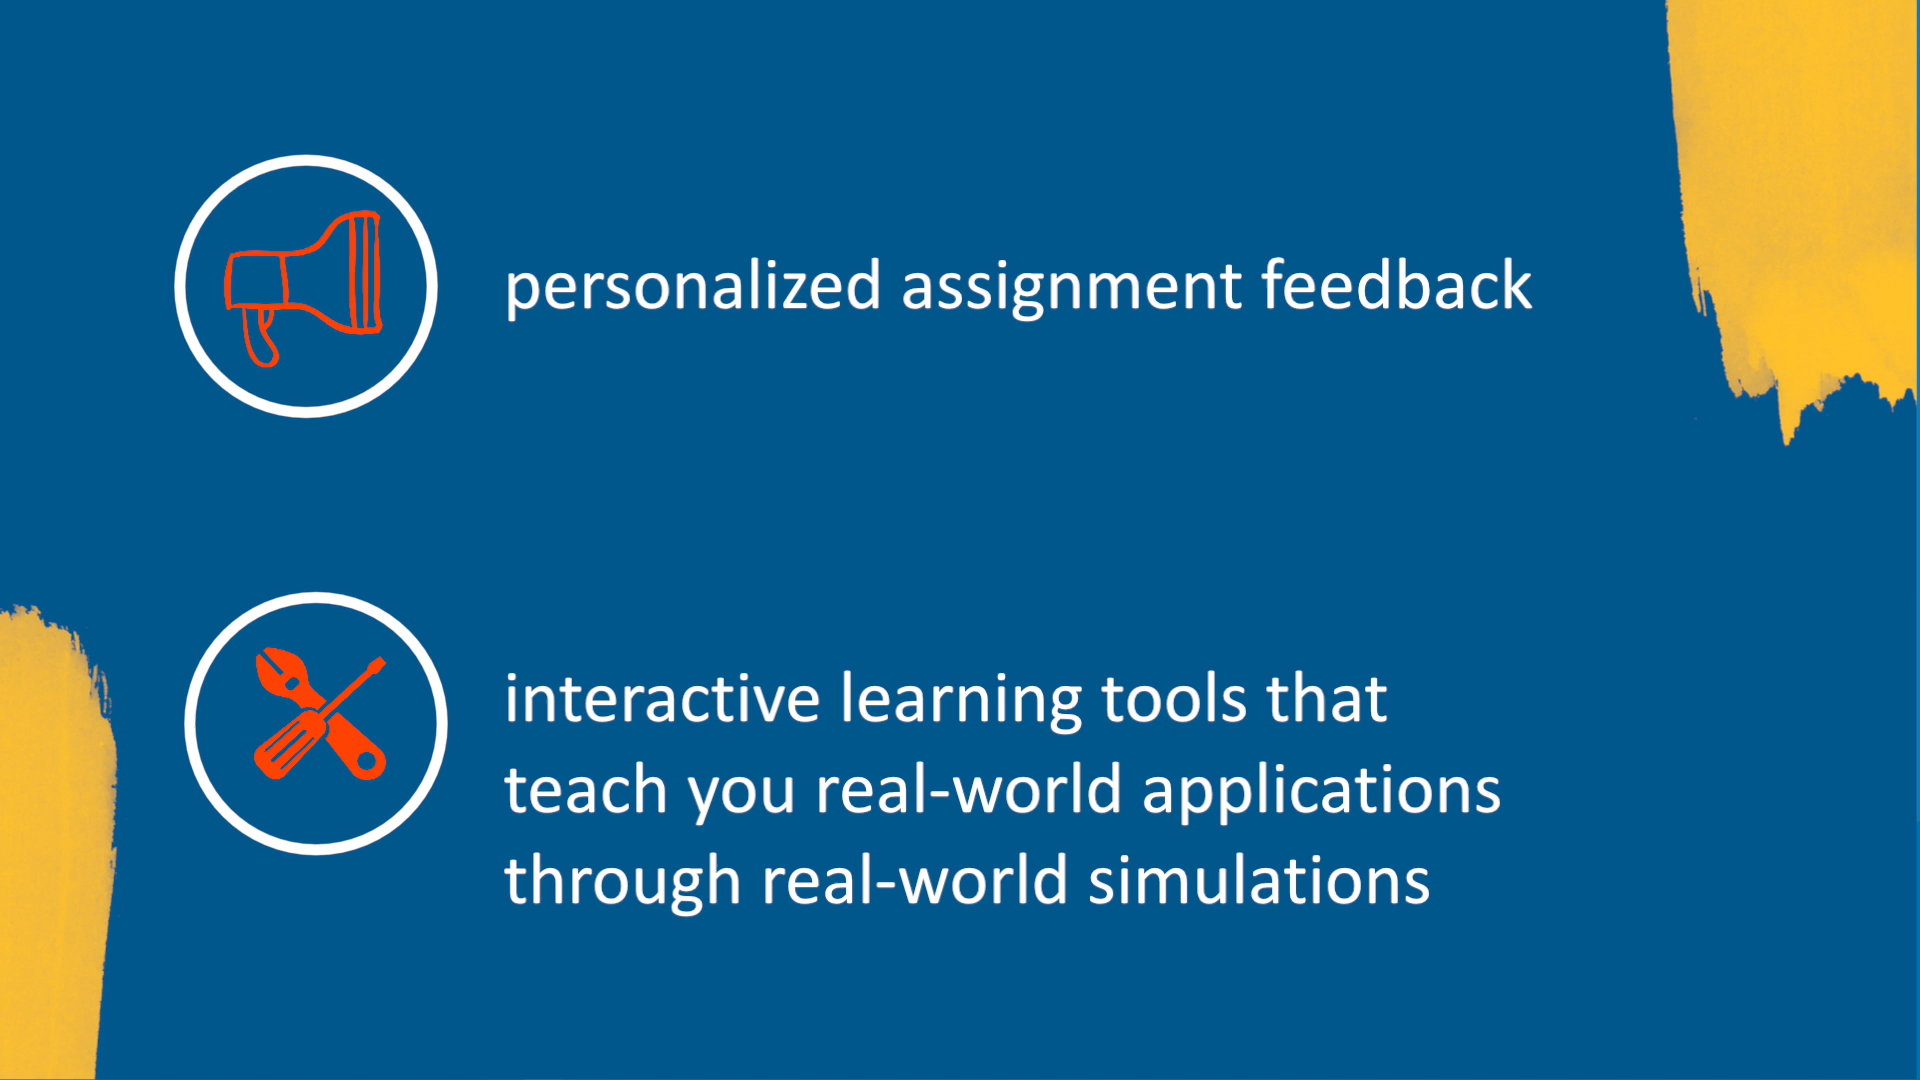 personalized assignment feedback
interactive learning tools that
teach you real-world applications
through real-world simulations